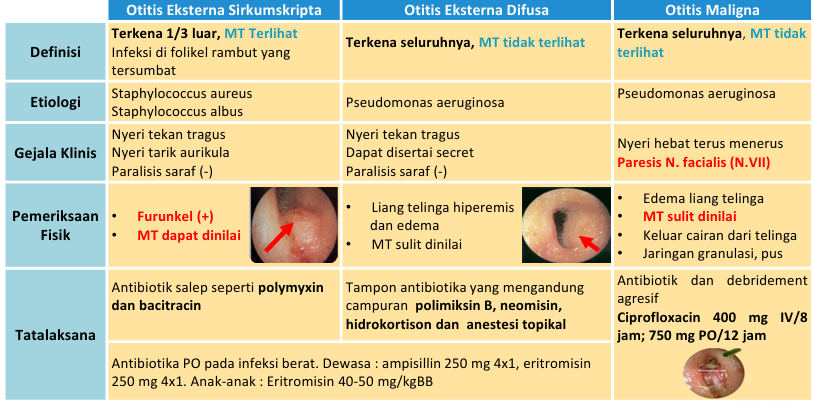 Otitis Eksterna Sirkumskripta
Otitis Eksterna Difusa
Otitis Maligna
Definisi
Terkena 1/3 luar, MT Terlihat
Infeksi di folikel rambut yang
tersumbat
Terkena seluruhnya, MT tidak terlihat
Terkena seluruhnya, MT tidak
terlihat
Etiologi
Staphylococcus aureus
Staphylococcus albus
Pseudomonas aeruginosa
Pseudomonas aeruginosa
Gejala Klinis
Nyeri tekan tragus
Nyeri tarik aurikula
Paralisis saraf (-)
Nyeri tekan tragus
Dapat disertai secret
Paralisis saraf (-)
Nyeri hebat terus menerus
Paresis N. facialis (N.VII)
Pemeriksaan
Fisik
• Furunkel (+)
• MT dapat dinilai
• Liang telinga hiperemis
dan edema
• MT sulit dinilai
• Edema liang telinga
• MT sulit dinilai
• Keluar cairan dari telinga
• Jaringan granulasi, pus
Tatalaksana
Antibiotik salep seperti polymyxin
dan bacitracin
Tampon antibiotika yang mengandung
campuran polimiksin B, neomisin,
hidrokortison dan anestesi topikal
Antibiotik dan debridement
agresif
Ciprofloxacin 400 mg IV/8
jam; 750 mg PO/12 jam
Antibiotika PO pada infeksi berat. Dewasa : ampisillin 250 mg 4x1, eritromisin
250 mg 4x1. Anak-anak : Eritromisin 40-50 mg/kgBB